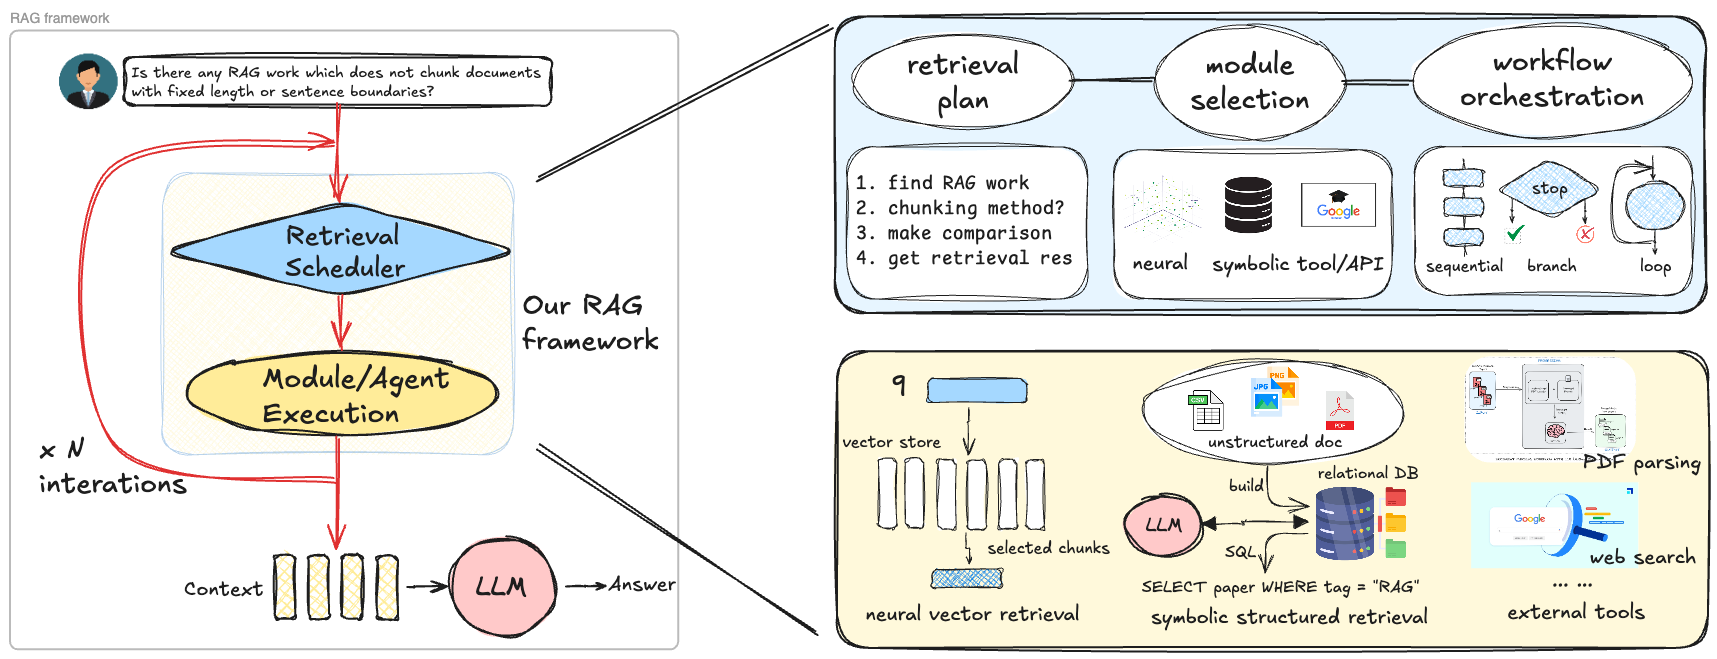 RAG framework
Is there any RAG work which does not chunk documents
with fixed length or sentence boundaries?
Retrieval
Scheduler
Our RAG
framework
Module/Agent
Execution
x N
interations
Context
LLM
Answer
retrieval
plan
module
selection
workflow
orchestration
1. find RAG work
2. chunking method?
3. make comparison
4. get retrieval res
neural
symbolic tool/API
Google
stop
sequential
branch
loop
q
vector store
selected chunks
neural vector retrieval
CSV
JPG
PNG
PDF
unstructured doc
build
relational DB
LLM
SQL
SELECT paper WHERE tag = "RAG"
symbolic structured retrieval
PDF parsing
Google
web search
... ...
external tools